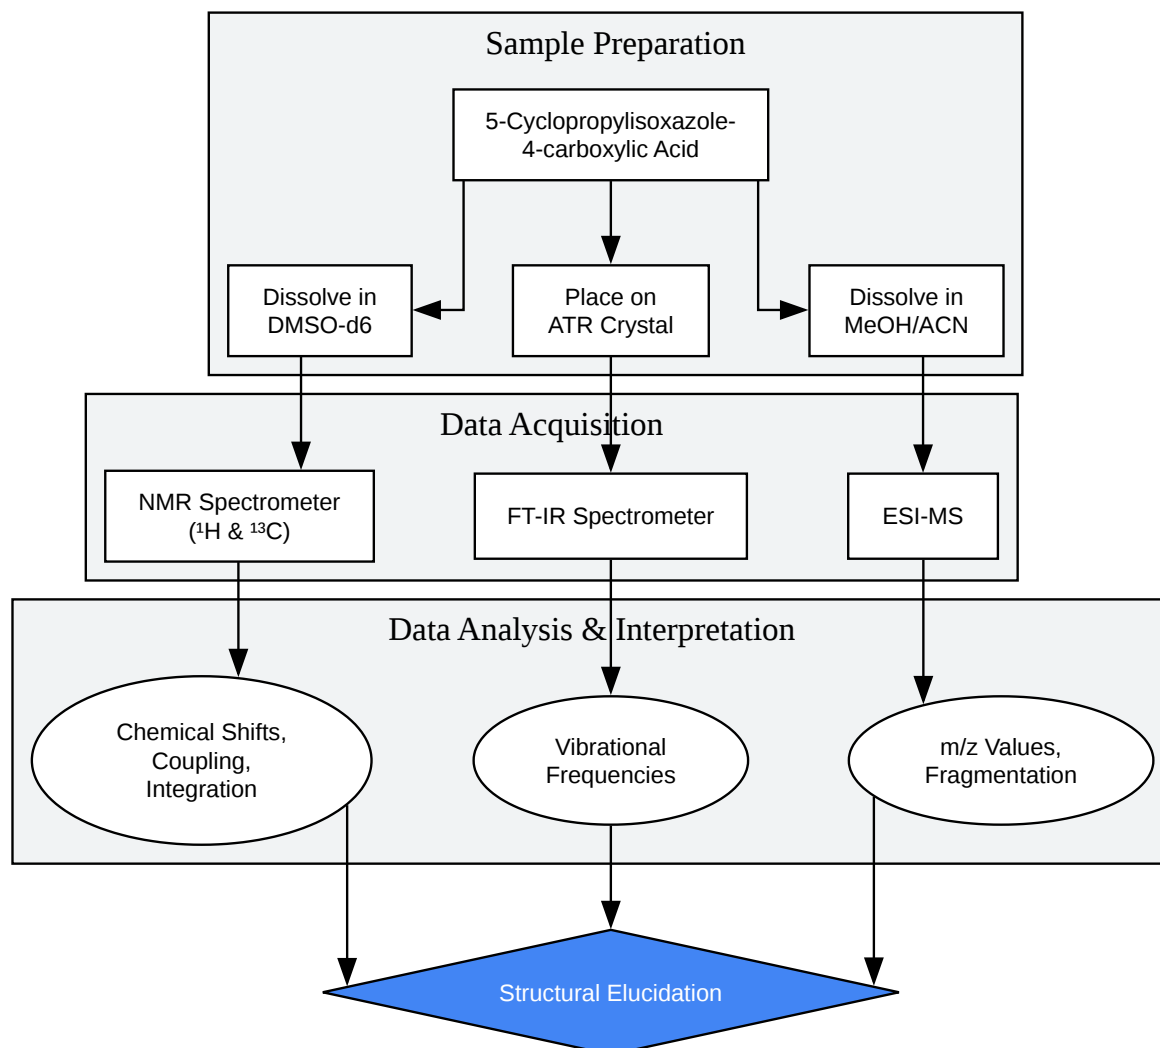 Sample Preparation
5-Cyclopropylisoxazole-
4-carboxylic Acid
Dissolve in
DMSO-d6
Place on
ATR Crystal
Dissolve in
MeOH/ACN
Data Acquisition
NMR Spectrometer
(¹H & ¹³C)
FT-IR Spectrometer
ESI-MS
Data Analysis & Interpretation
Chemical Shifts,
Coupling,
Integration
Vibrational
Frequencies
m/z Values,
Fragmentation
Structural Elucidation